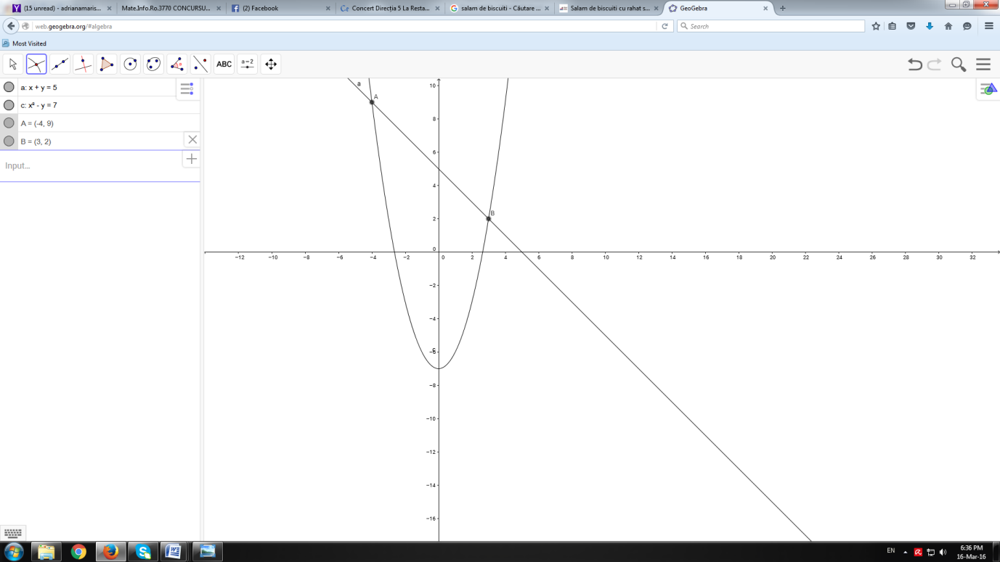 (15 unread) - adrianamaris... Mate.Info.Ro.3770 CONCURSU... (2) Facebook Concert Direcția 5 La Resta... salam de biscuiti - Căutare ... Salam de biscuiti cu rahat s... GeoGebra
web.geogebra.org/#algebra Search
Most Visited
ABC a=2
a: x + y = 5
c: x² - y = 7
A = (-4, 9)
B = (3, 2)
Input...
a
A
B
c
10
8
6
4
2
0
−12 −10 −8 −6 −4 −2 0 2 4 6 8 10 12 14 16 18 20 22 24 26 28 30 32
−2
−4
−6
−8
−10
−12
−14
−16
EN 6:36 PM
16-Mar-16